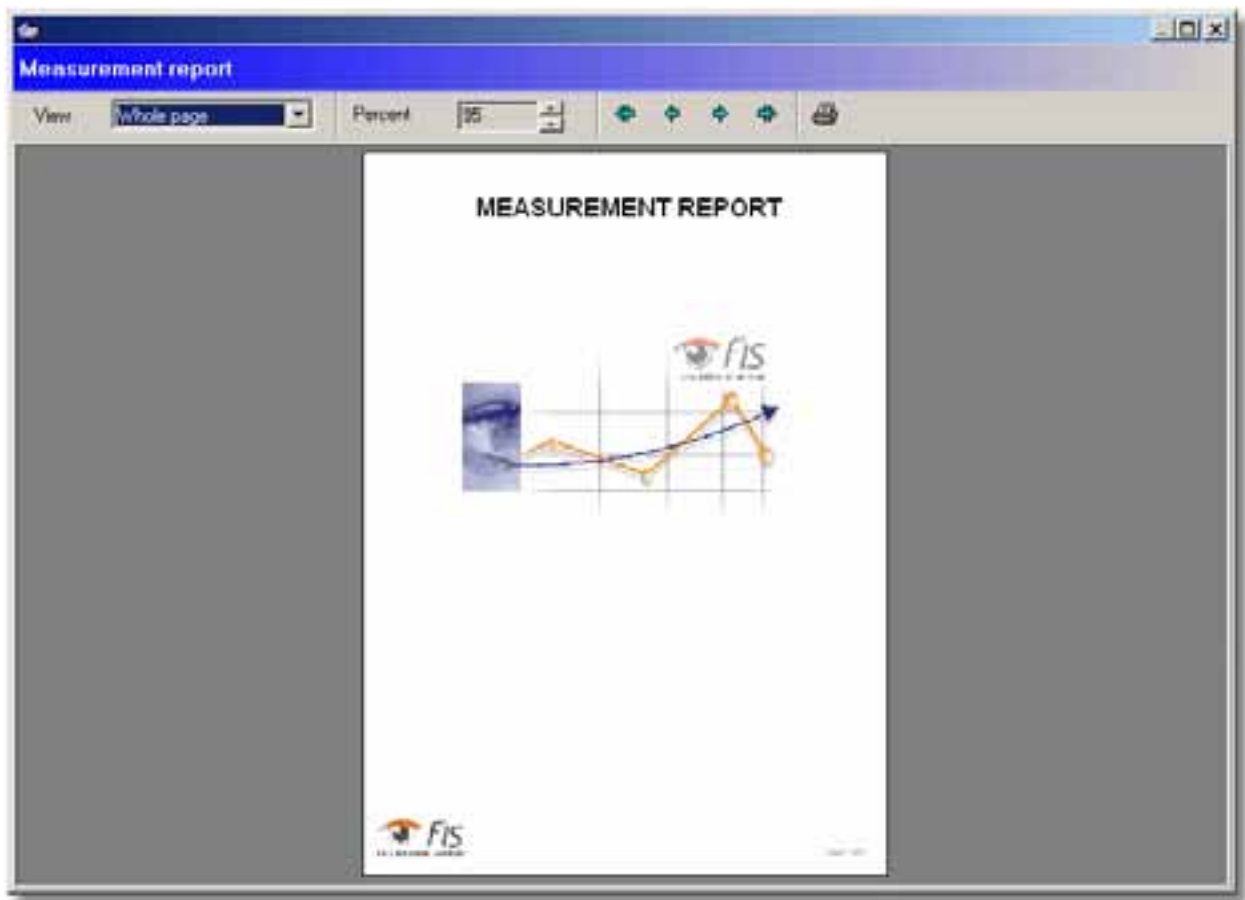 Measurement report
View Whole page Percent 95
MEASUREMENT REPORT
FIS
FIS